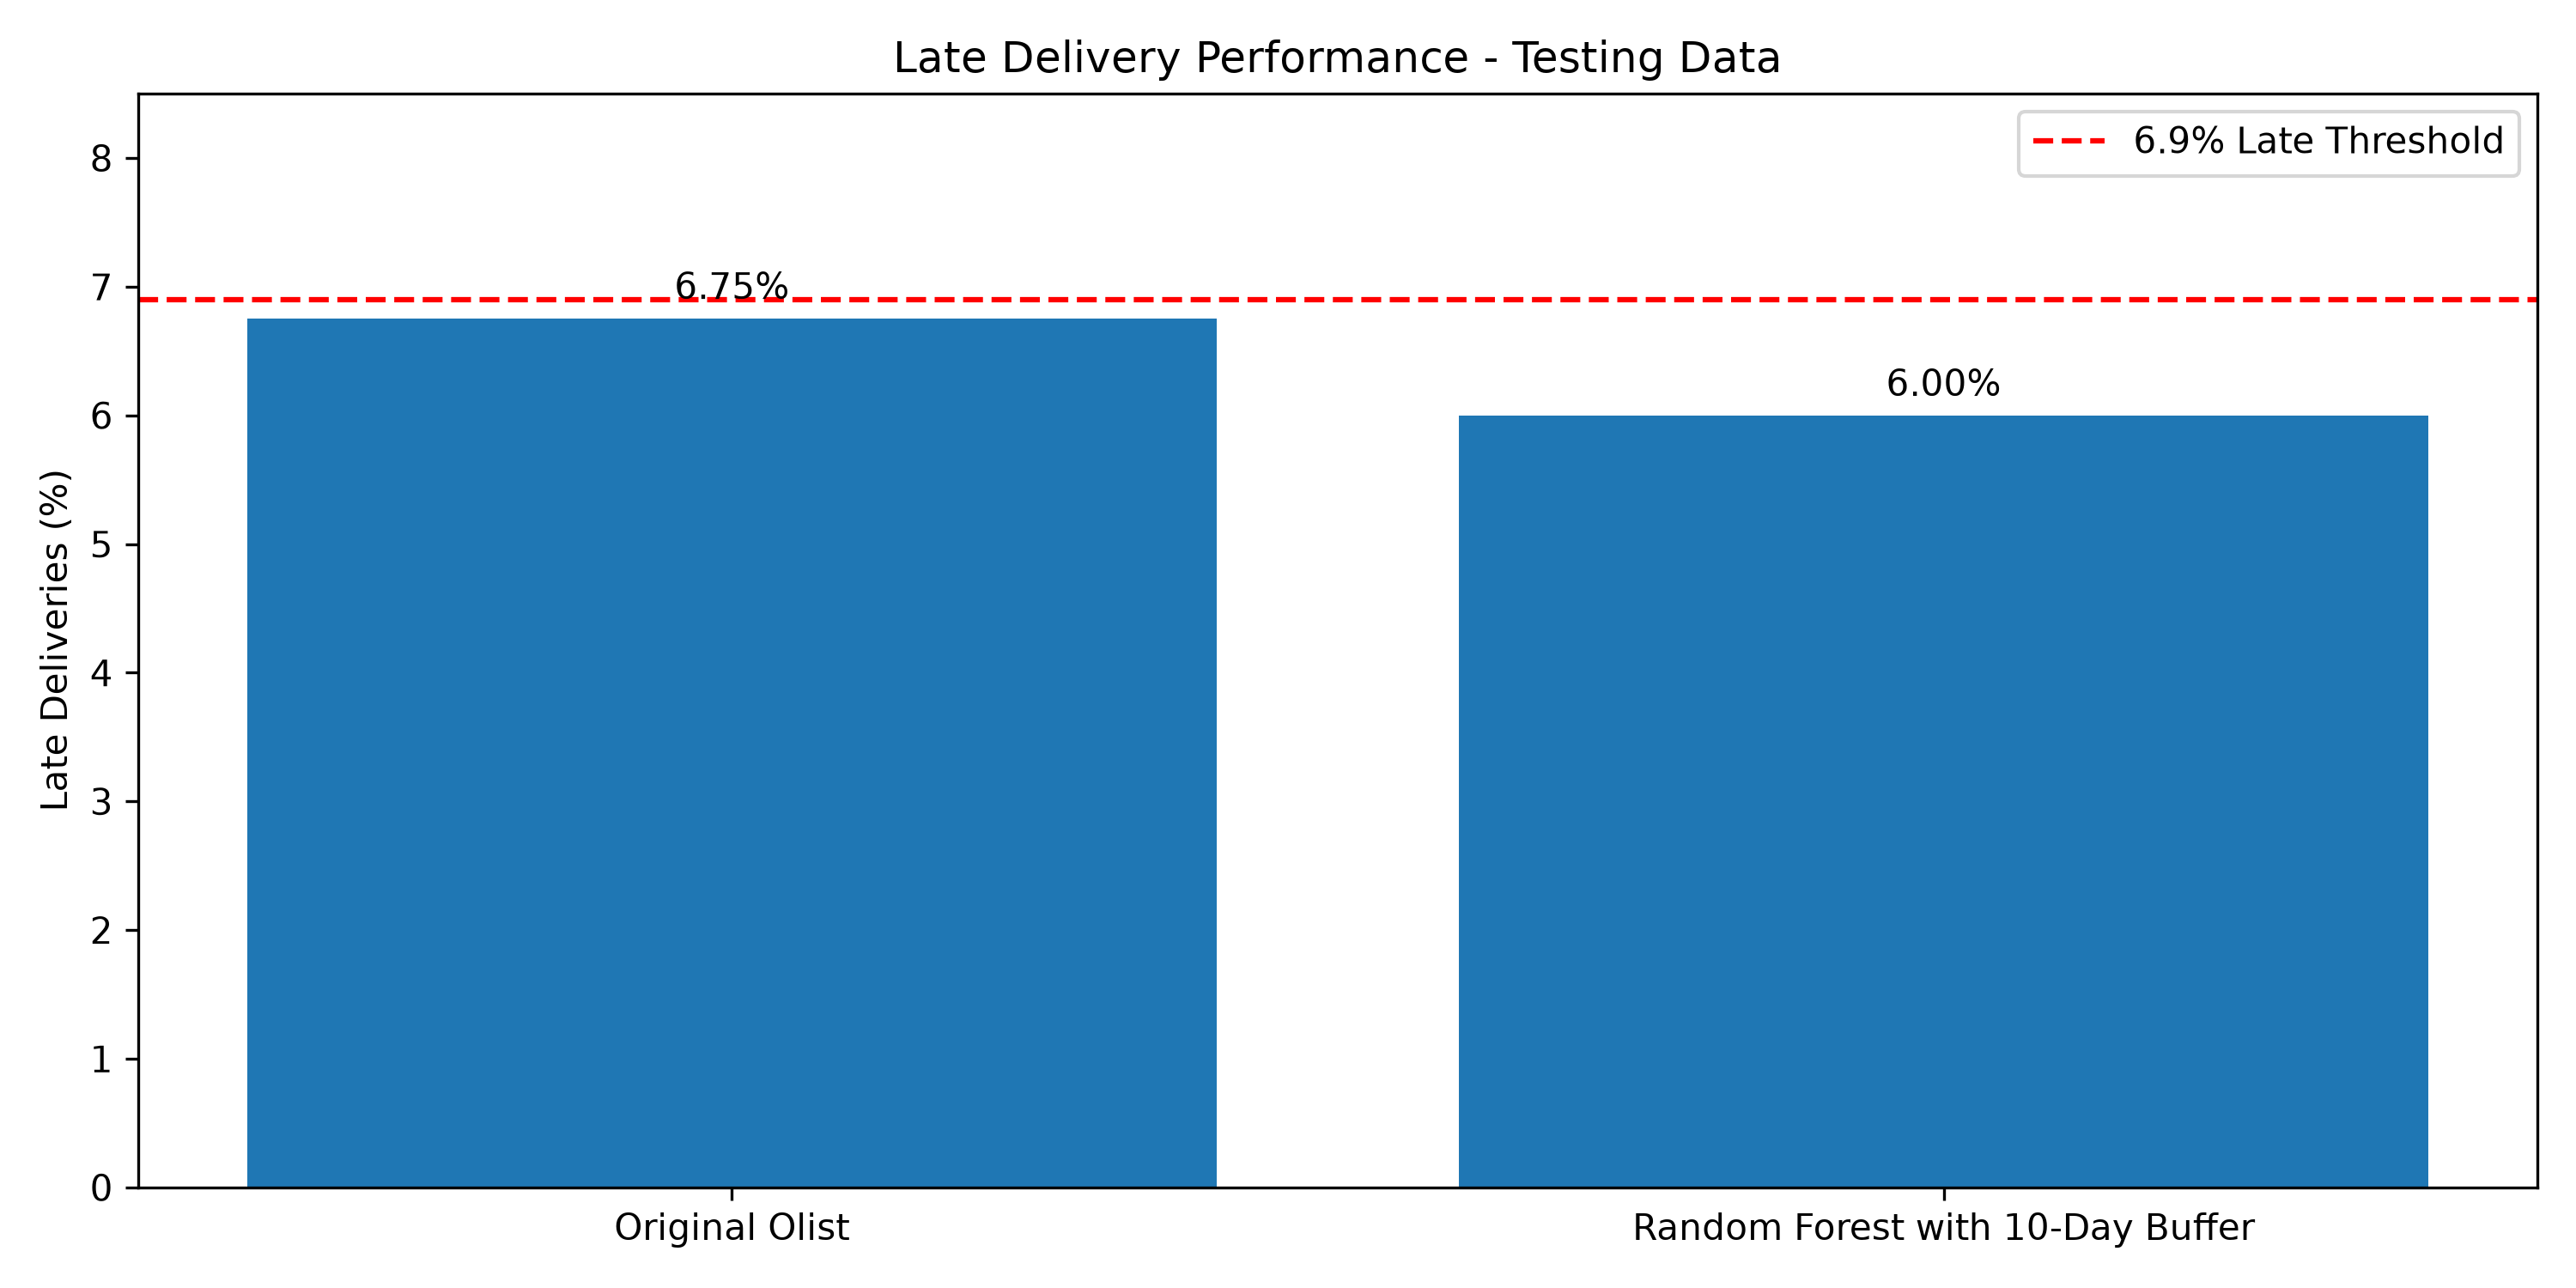 Late Delivery Performance - Testing Data
6.9% Late Threshold
8
7
6
5
4
3
2
1
0
Late Deliveries (%)
6.75%
6.00%
Original Olist
Random Forest with 10-Day Buffer